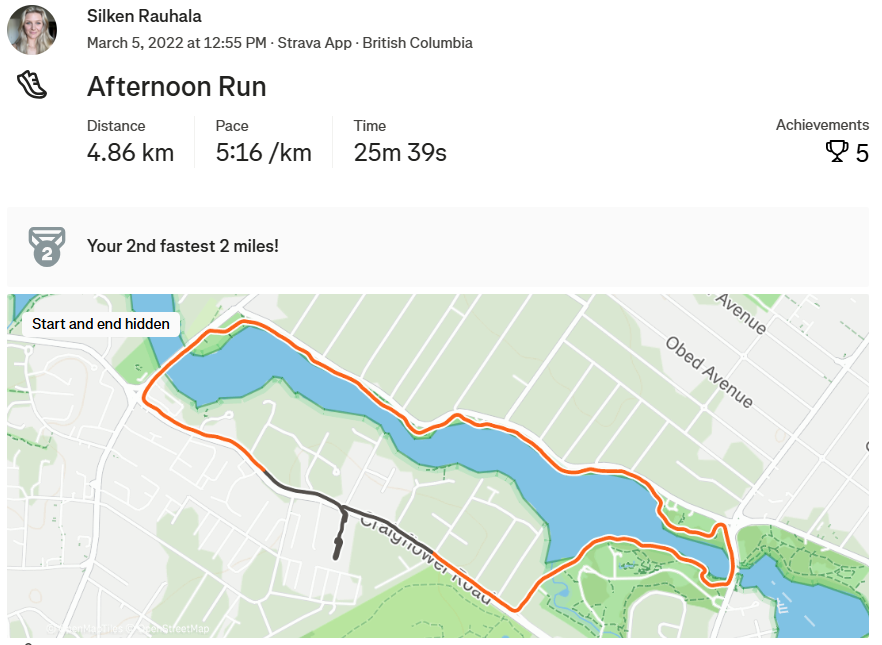 Silken Rauhala
March 5, 2022 at 12:55 PM · Strava App · British Columbia
Afternoon Run
Distance
4.86 km
Pace
5:16 /km
Time
25m 39s
Achievements
5
2
Your 2nd fastest 2 miles!
Start and end hidden
Avenue
Obed Avenue
Craigflower Road
© OpenMapTiles © OpenStreetMap